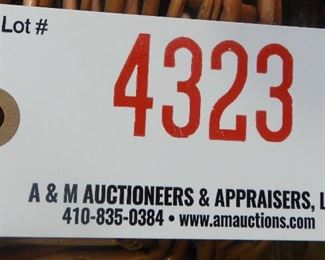 Lot #
4323
A & M AUCTIONEERS & APPRAISERS, L
410-835-0384 • www.amauctions.com